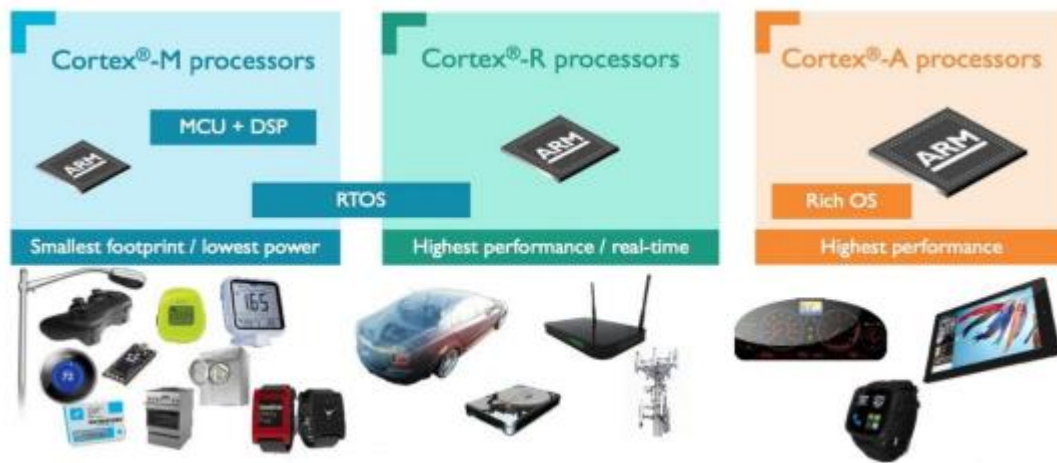 Cortex®-M processors
MCU + DSP
ARM
RTOS
Smallest footprint / lowest power
Cortex®-R processors
ARM
Highest performance / real-time
Cortex®-A processors
ARM
Rich OS
Highest performance
165
73